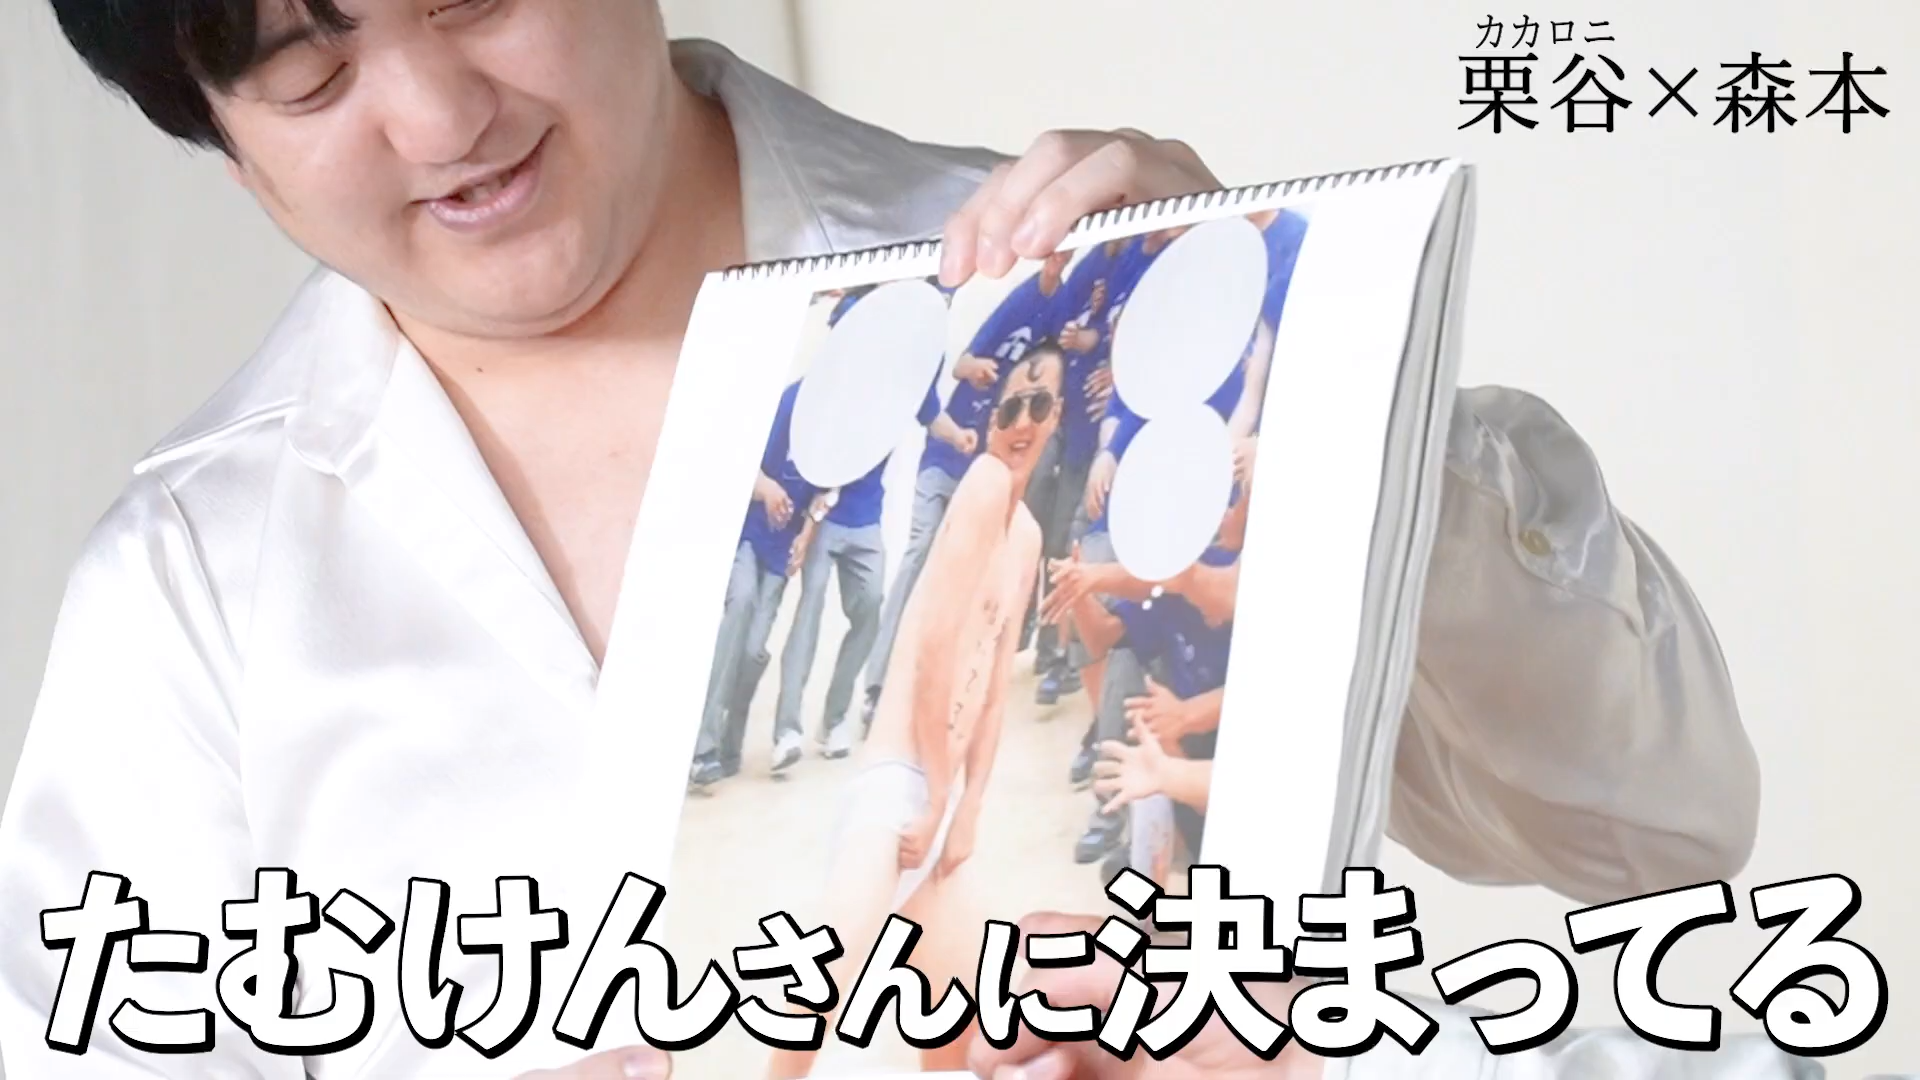 カカロニ
栗谷×森本
たむけんさんに決まってる